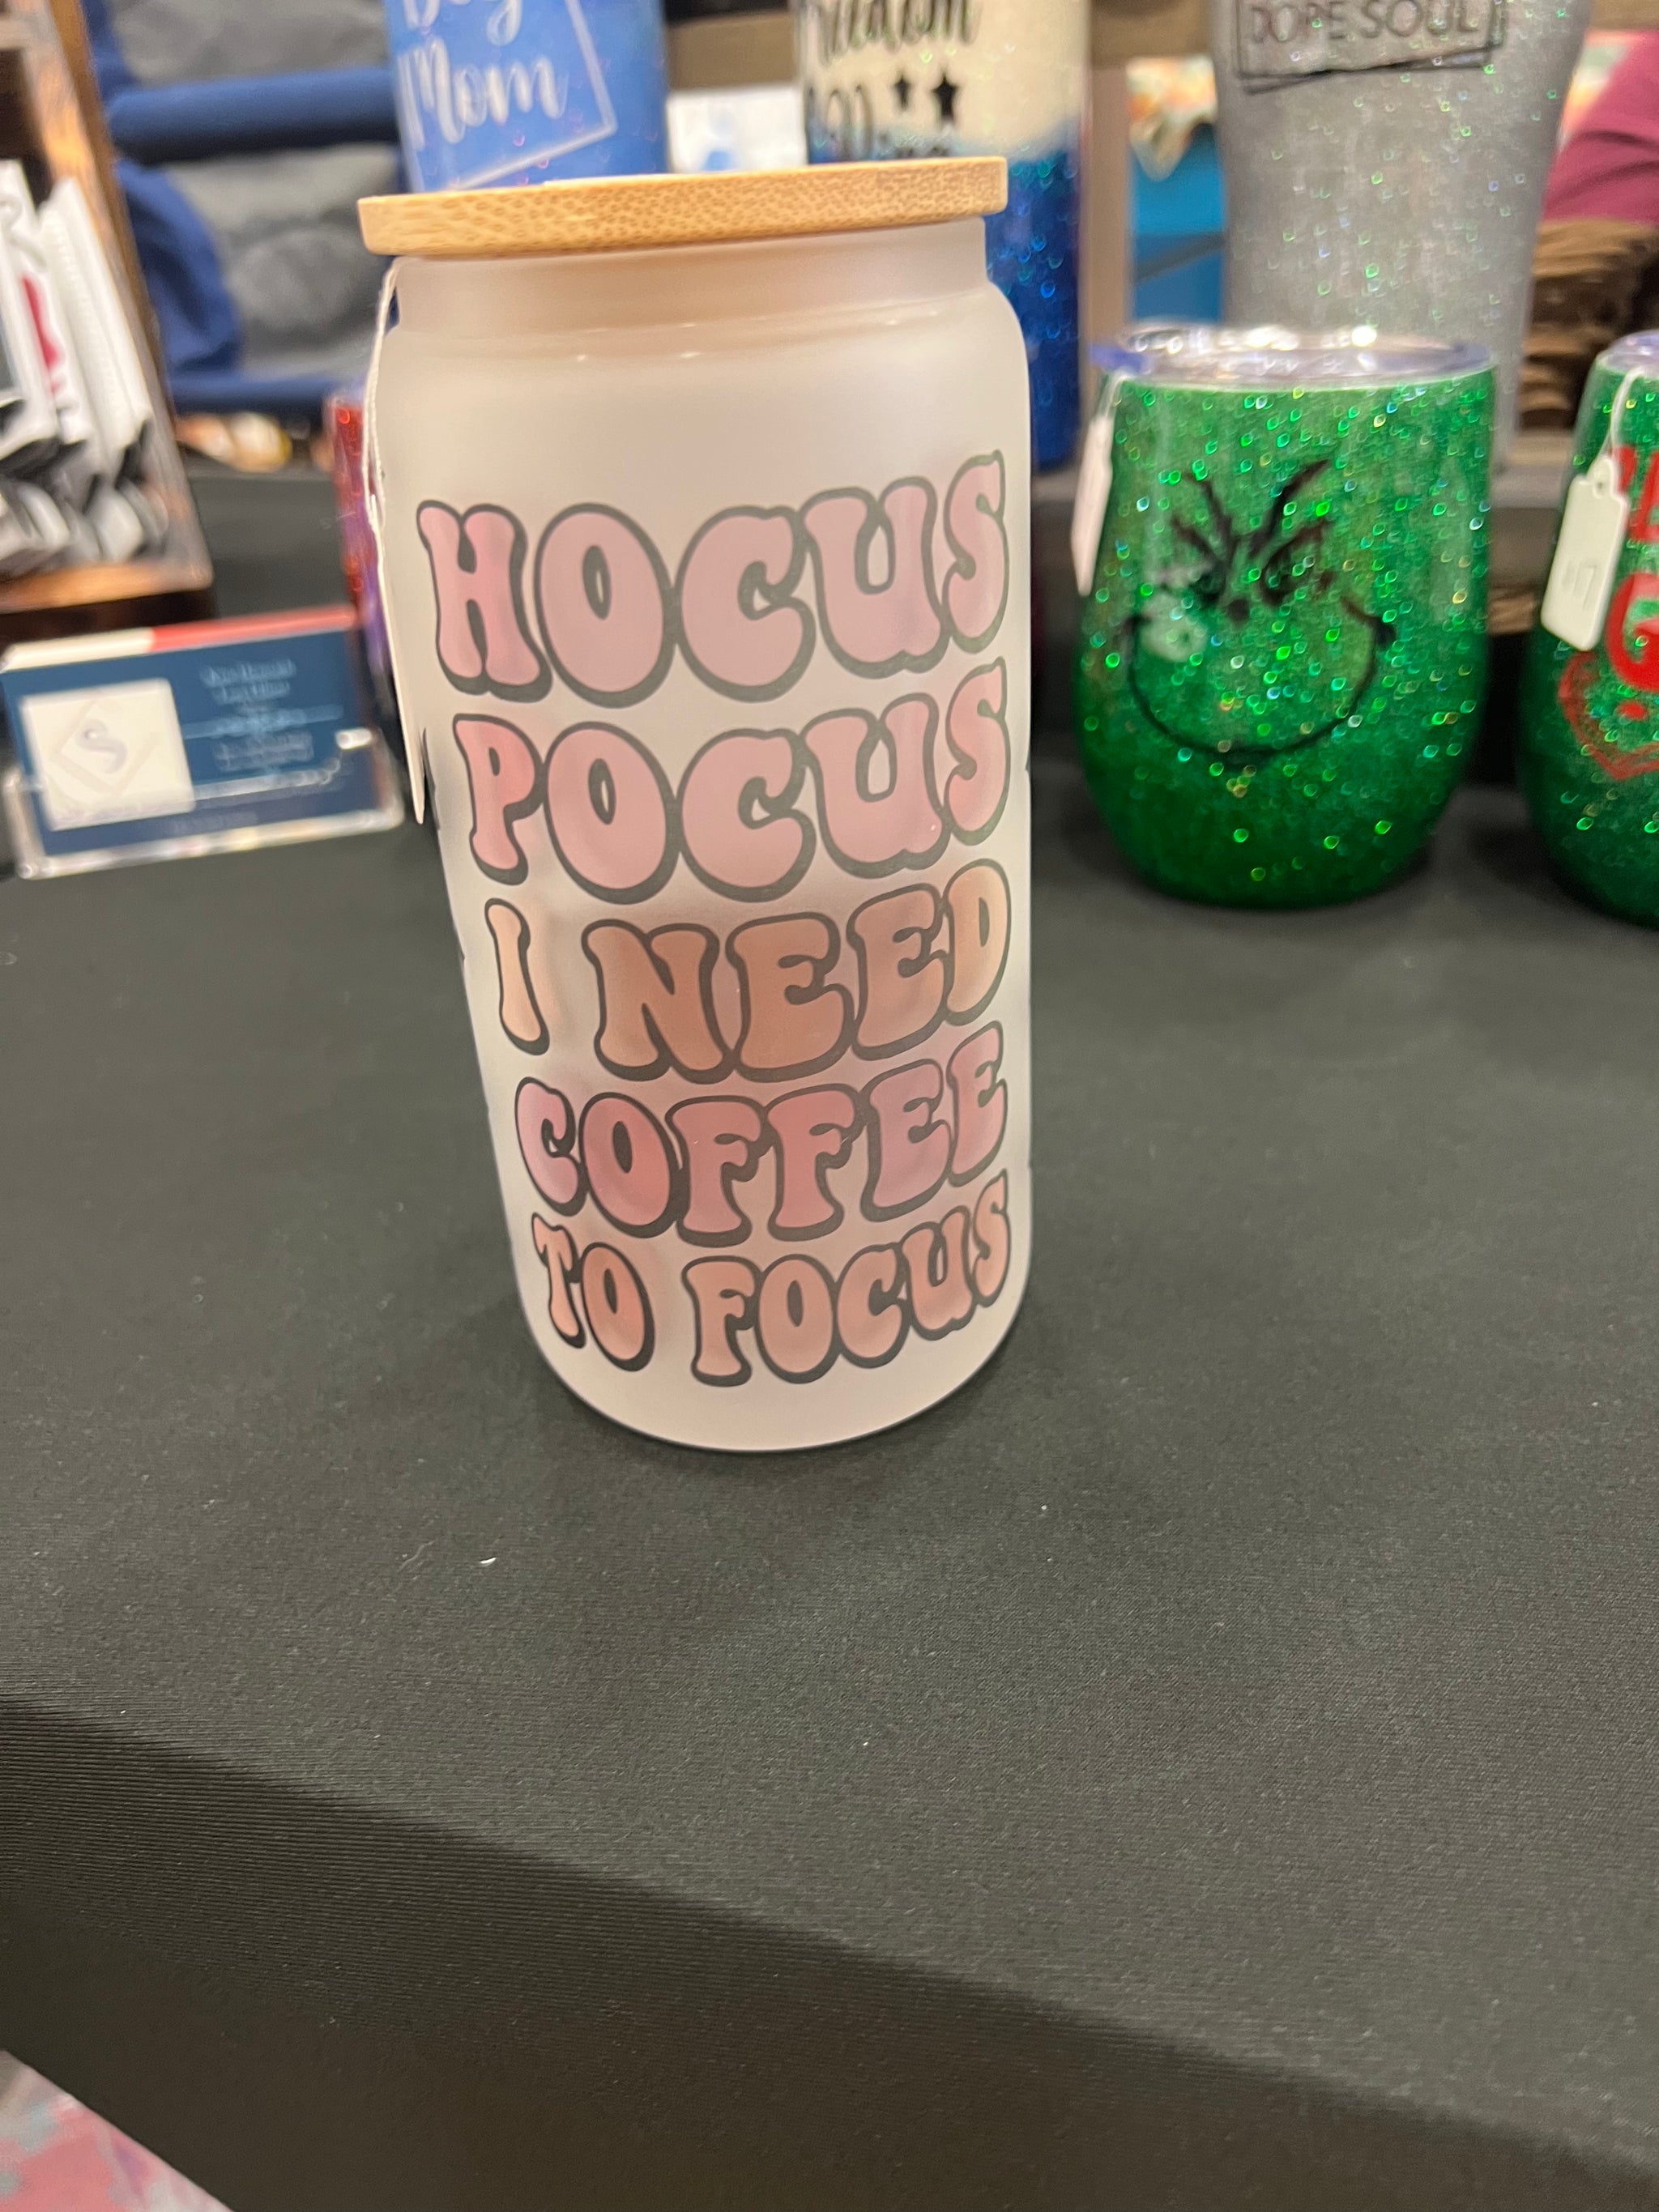 Mom
DOPE SOUL
HOCUS
POCUS
I NEED
COFFEE
TO FOCUS